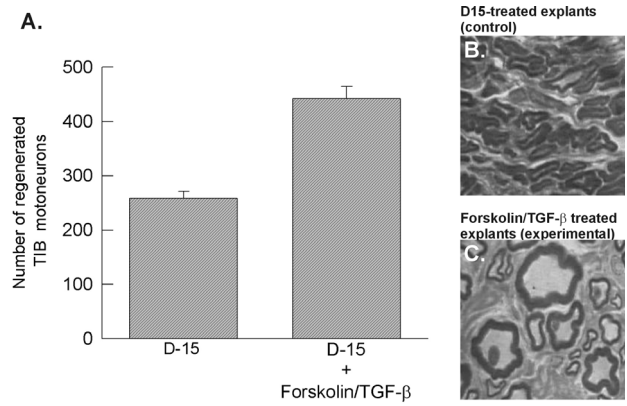 A.
Number of regenerated
TIB motoneurons
500
400
300
200
100
0
D-15
D-15
+
Forskolin/TGF-β
D15-treated explants
(control)
B.
Forskolin/TGF-β treated
explants (experimental)
C.